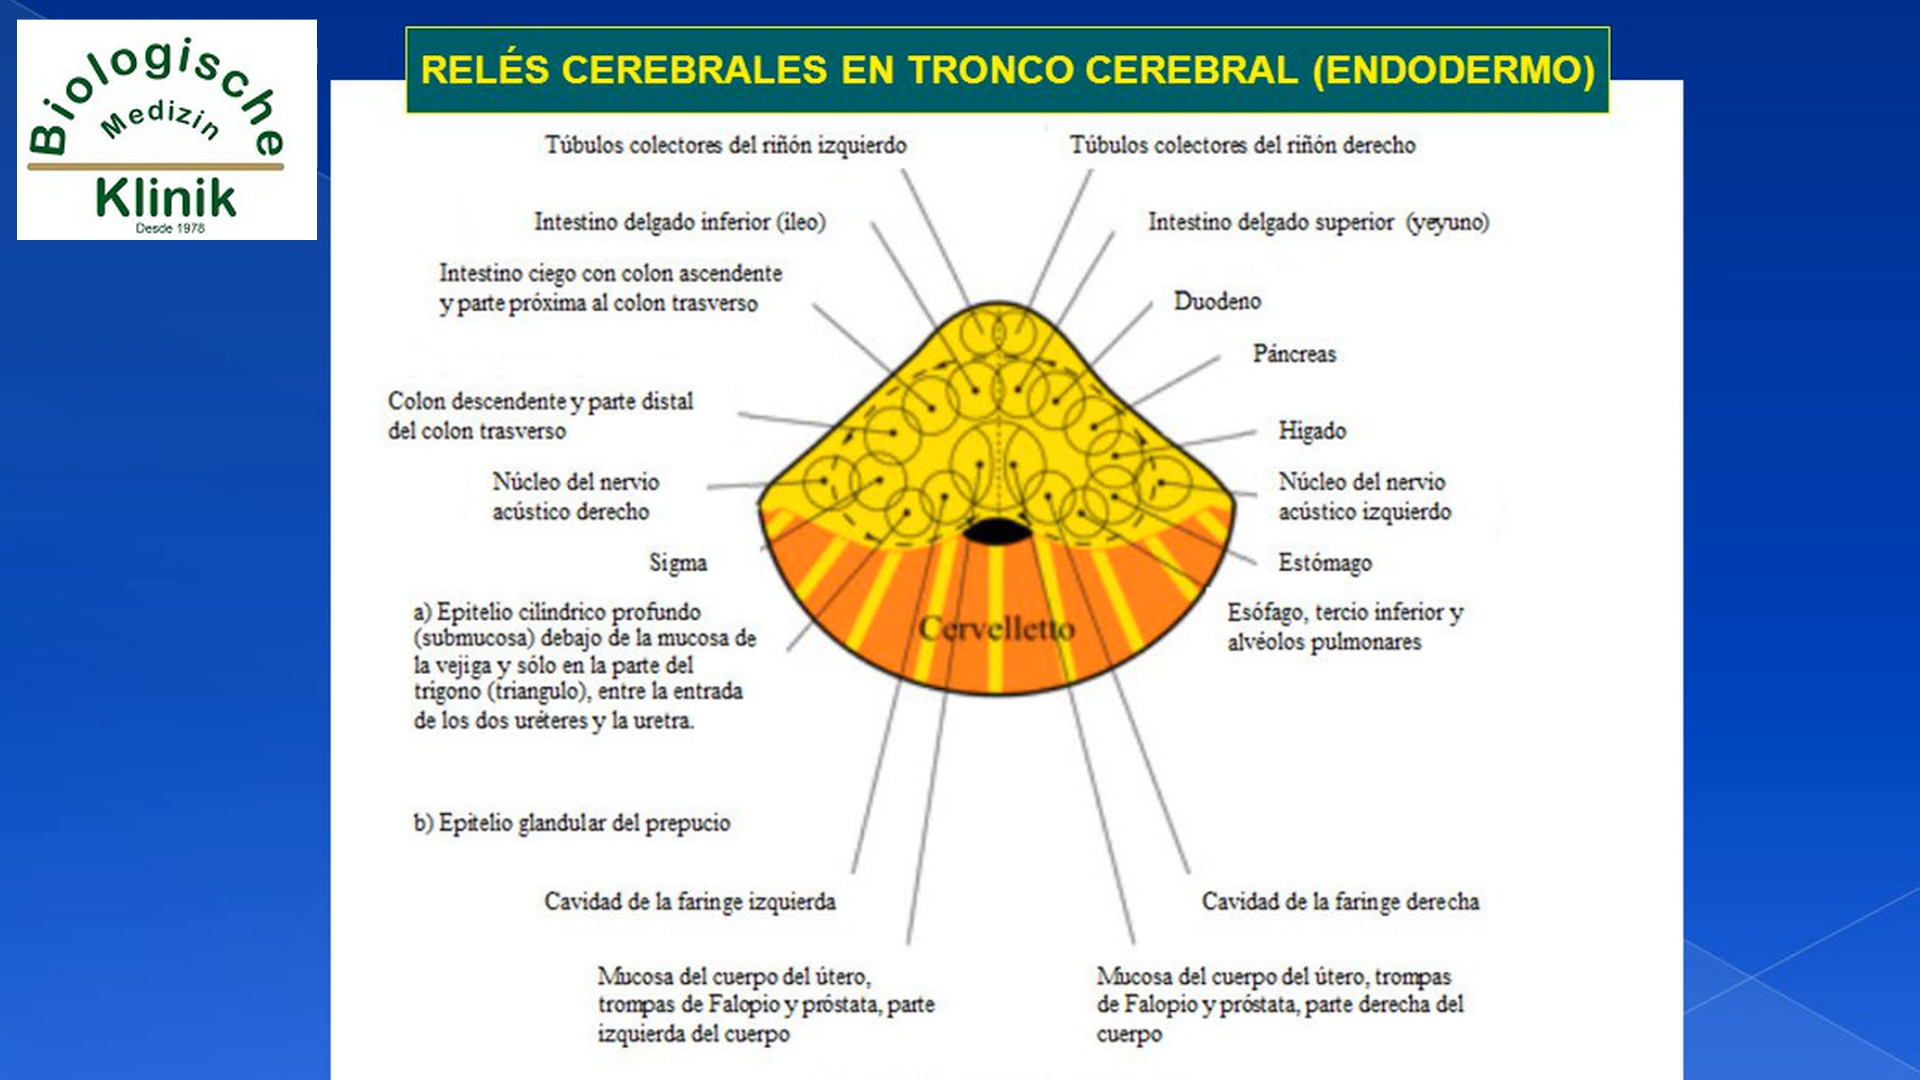 Biologische
Medizin
Klinik
Desde 1978
RELÉS CEREBRALES EN TRONCO CEREBRAL (ENDODERMO)
Túbulos colectores del riñón izquierdo
Túbulos colectores del riñón derecho
Intestino delgado inferior (ileo)
Intestino delgado superior (yeyuno)
Intestino ciego con colon ascendente
y parte próxima al colon trasverso
Duodeno
Páncreas
Colon descendente y parte distal
del colon trasverso
Higado
Núcleo del nervio
acústico derecho
Núcleo del nervio
acústico izquierdo
Sigma
Estómago
a) Epitelio cilindrico profundo
(submucosa) debajo de la mucosa de
la vejiga y sólo en la parte del
trigono (triangulo), entre la entrada
de los dos uréteres y la uretra.
Esófago, tercio inferior y
alvéolos pulmonares
Cervelletto
b) Epitelio glandular del prepucio
Cavidad de la faringe izquierda
Cavidad de la faringe derecha
Mucosa del cuerpo del útero,
trompas de Falopio y próstata, parte
izquierda del cuerpo
Mucosa del cuerpo del útero, trompas
de Falopio y próstata, parte derecha del
cuerpo